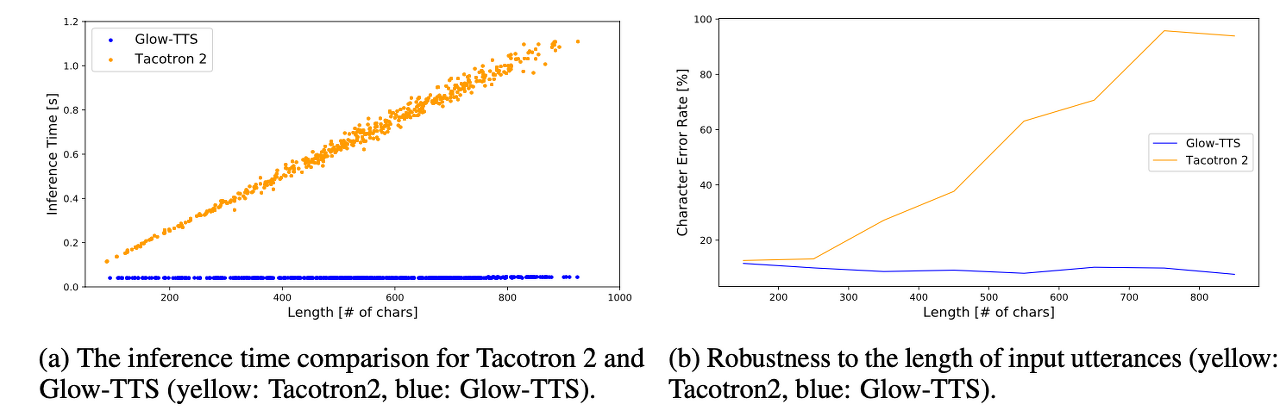 1.2
1.0
0.8
0.6
0.4
0.2
0.0
Inference Time [s]
Glow-TTS
Tacotron 2
200 400 600 800 1000
Length [# of chars]
100
80
60
40
20
Character Error Rate [%]
Glow-TTS
Tacotron 2
200 300 400 500 600 700 800
Length [# of chars]
(a) The inference time comparison for Tacotron 2 and
Glow-TTS (yellow: Tacotron2, blue: Glow-TTS).
(b) Robustness to the length of input utterances (yellow:
Tacotron2, blue: Glow-TTS).